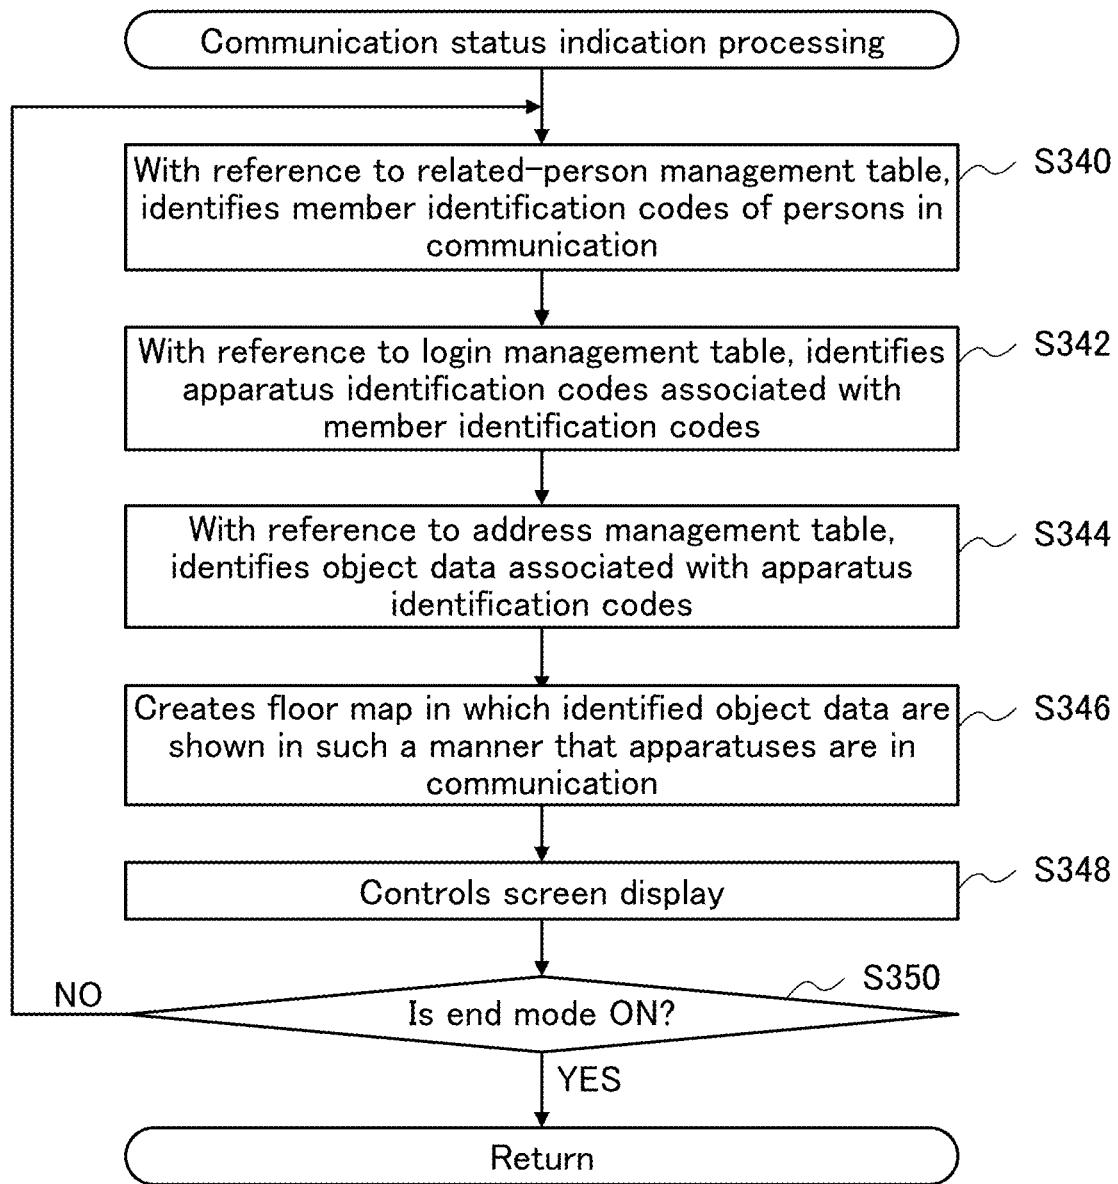 Communication status indication processing
With reference to related-person management table,
identifies member identification codes of persons in
communication
S340
With reference to login management table, identifies
apparatus identification codes associated with
member identification codes
S342
With reference to address management table,
identifies object data associated with apparatus
identification codes
S344
Creates floor map in which identified object data are
shown in such a manner that apparatuses are in
communication
S346
Controls screen display
S348
Is end mode ON?
S350
NO
YES
Return